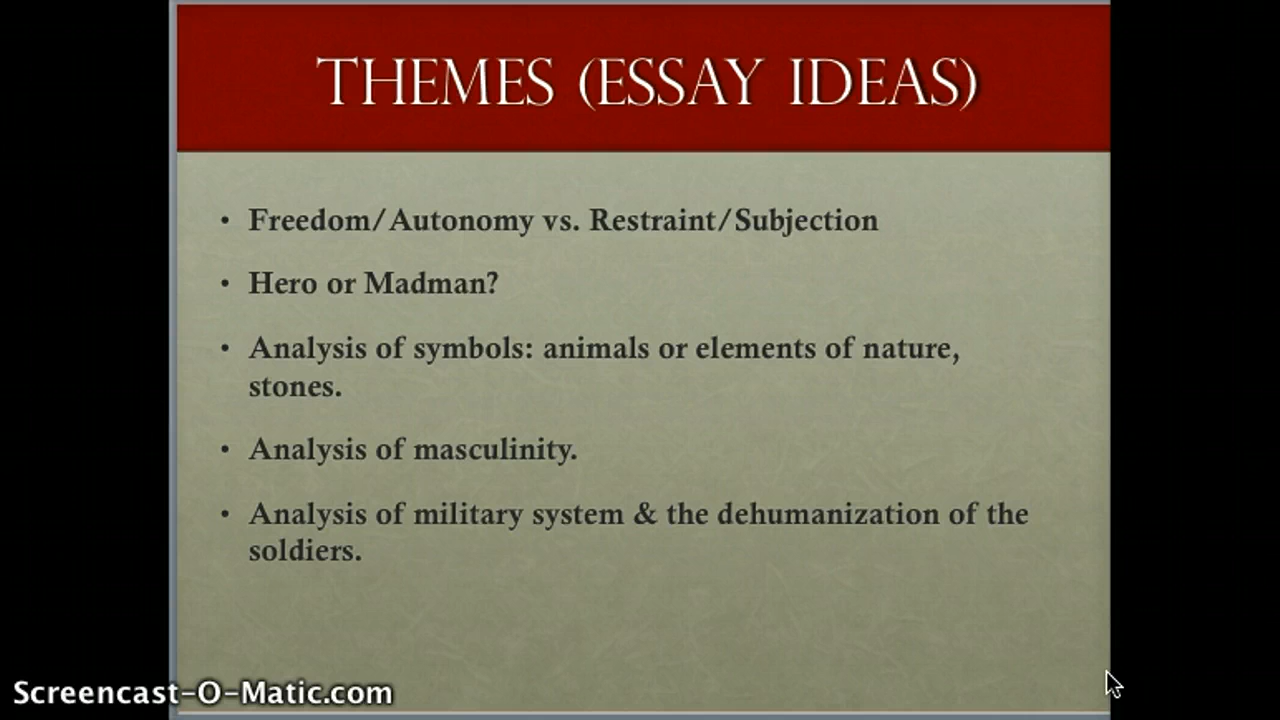 THEMES (ESSAY IDEAS)
• Freedom/Autonomy vs. Restraint/Subjection
• Hero or Madman?
• Analysis of symbols: animals or elements of nature,
stones.
• Analysis of masculinity.
• Analysis of military system & the dehumanization of the
soldiers.
Screencast-O-Matic.com